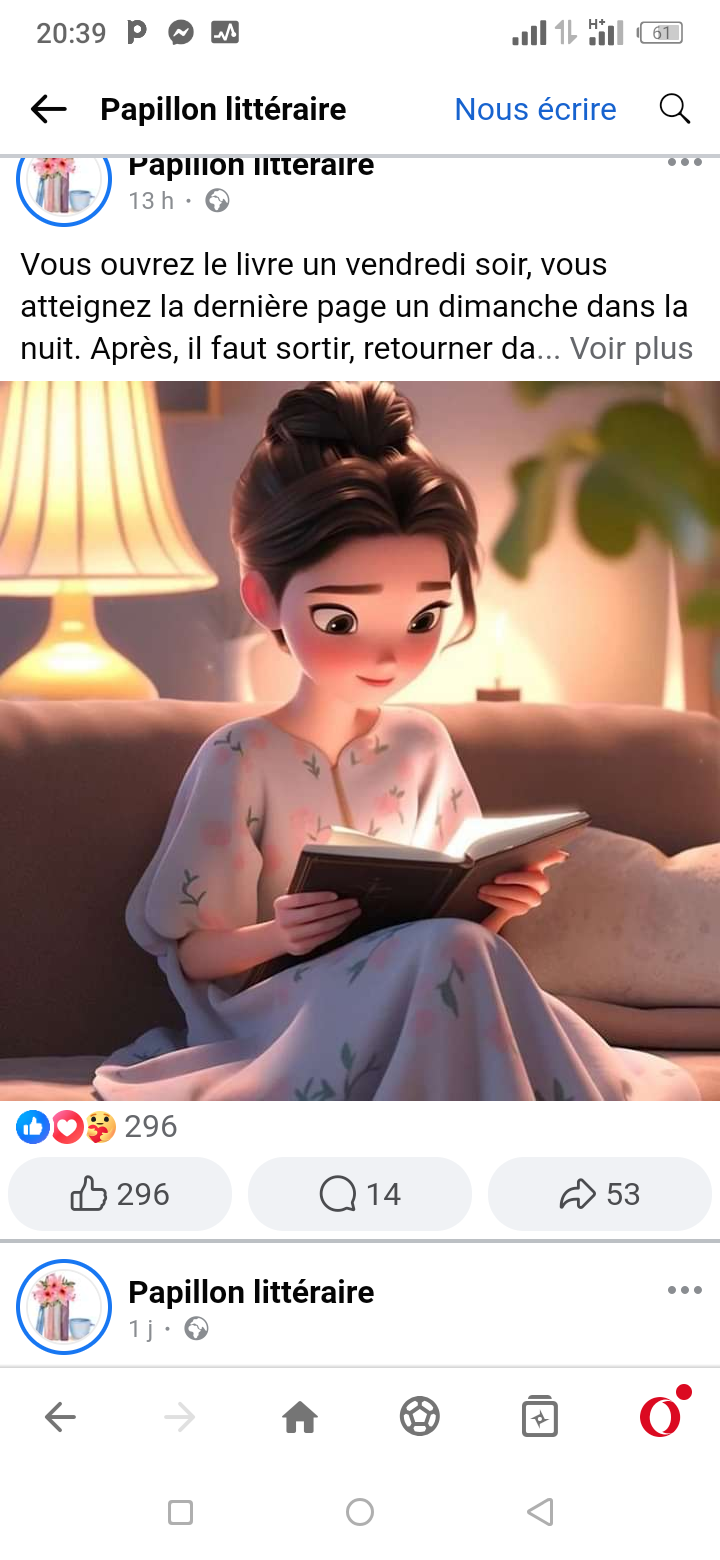 20:39
H+
61
Papillon littéraire
Nous écrire
Papillon littéraire
13 h ·
Vous ouvrez le livre un vendredi soir, vous
atteignez la dernière page un dimanche dans la
nuit. Après, il faut sortir, retourner da... Voir plus
296
296
14
53
Papillon littéraire
1 j ·